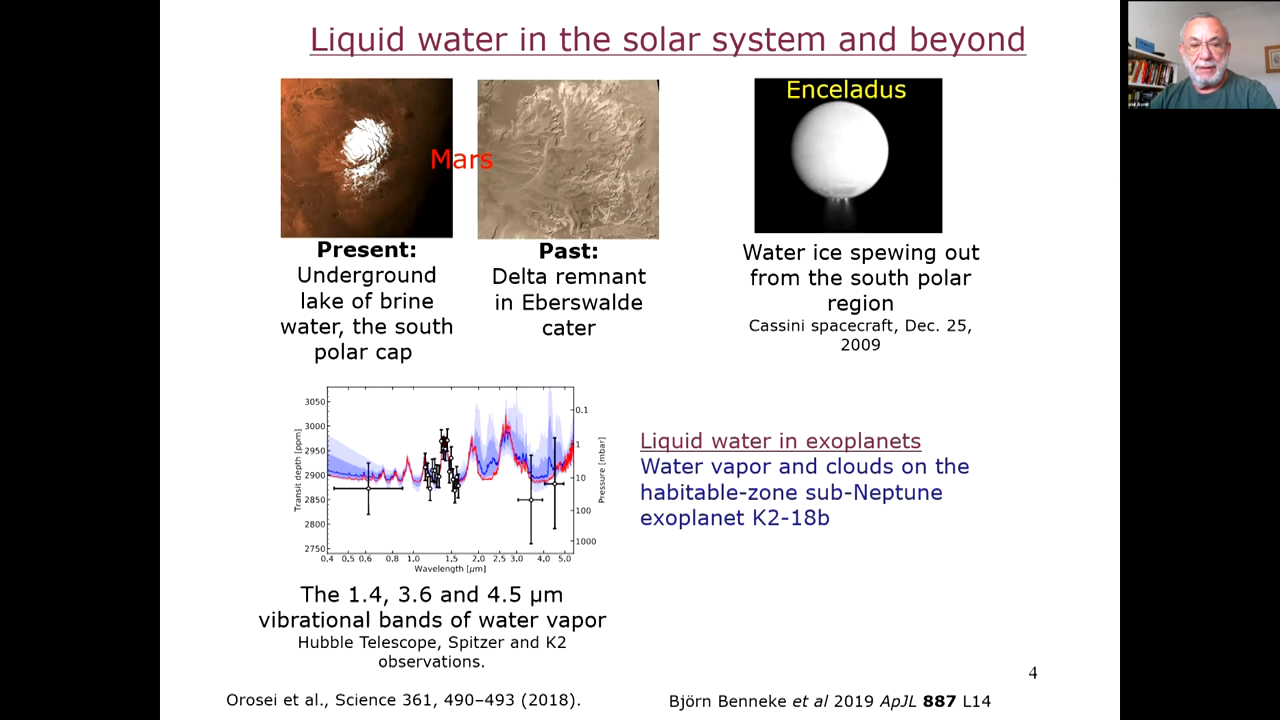 Liquid water in the solar system and beyond
Mars
Enceladus
Present:
Underground
lake of brine
water, the south
polar cap
Past:
Delta remnant
in Eberswalde
cater
Water ice spewing out
from the south polar
region
Cassini spacecraft, Dec. 25,
2009
Transit depth [ppm]
3050
3000
2950
2900
2850
2800
2750
0.4 0.5 0.6 0.8 1.0 1.5 2.0 2.5 3.0 4.0 5.0
Wavelength [μm]
0.1
1
10
100
1000
Pressure [mbar]
Liquid water in exoplanets
Water vapor and clouds on the
habitable-zone sub-Neptune
exoplanet K2-18b
The 1.4, 3.6 and 4.5 μm
vibrational bands of water vapor
Hubble Telescope, Spitzer and K2
observations.
4
Orosei et al., Science 361, 490–493 (2018).
Björn Benneke et al 2019 ApJL 887 L14